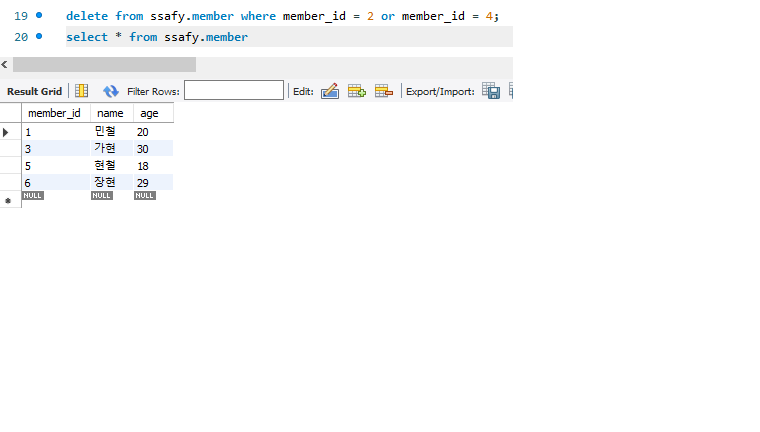 19 delete from ssafy.member where member_id = 2 or member_id = 4;
20 select * from ssafy.member
Result Grid Filter Rows: Edit: Export/Import:
member_id name age
1 민철 20
3 가현 30
5 현철 18
6 장현 29
NULL NULL NULL